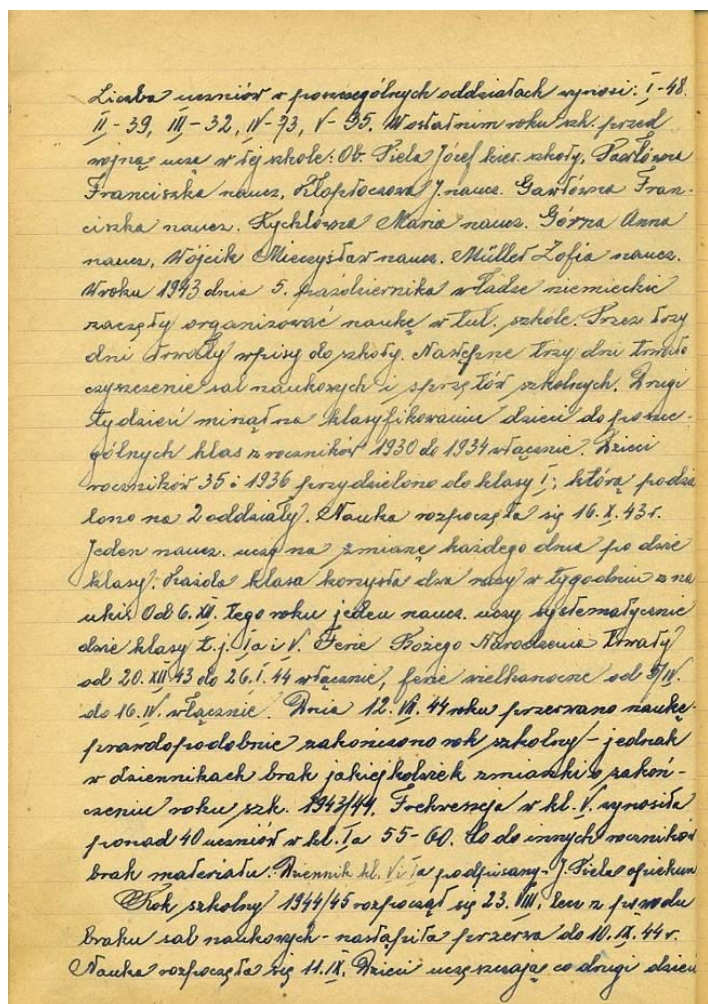 Liczba uczniów w poszczególnych oddziałach wynosi: I-48.
II-39, III-32, IV-73, V-35. W ostatnim roku szk. przed
wojną uczą w tej szkole: Ob. Piela Józef kier. szkoły, Pawłówna
Franciszka naucz, Kłoptoczowa J. naucz. Gawłówna Fran-
ciszka naucz. Rychlówna Maria naucz. Górna Anna
naucz, Wójcik Mieczysław naucz. Müller Zofia naucz.
W roku 1943 dnia 5. października władze niemieckie
zaczęły organizować naukę w tut. szkole. Przez trzy
dni trwały wpisy do szkoły. Następne trzy dni trwało
czyszczenie sal naukowych i sprzętów szkolnych. Drugi
tydzień minął na klasyfikowaniu dzieci do poszcze-
gólnych klas z roczników 1930 do 1934 włącznie. Dzieci
roczników 35 i 1936 przydzielono do klasy I; którą podzie
lono na 2 oddziały. Nauka rozpoczęła się 16.X.43 r.
Jeden naucz. uczy na zmianę każdego dnia po dwie
klasy. Każda klasa korzysta dwa razy w tygodniu z na
uki. Od 6.XII. tego roku jeden naucz. uczy systematycznie
dwie klasy t.j. Ia i V. Ferie Bożego Narodzenia trwały
od 20.XII 43 do 26.I.44 włącznie, ferie wielkanocne od 5/IV.
do 16.IV. włącznie. Dnia 12.VII.44 roku przerwano naukę
prawdopodobnie zakończono rok szkolny - jednak
w dziennikach brak jakiejkolwiek zmianki o zakoń-
czeniu roku szk. 1943/44. Frekwencja w kl. V. wynosiła
ponad 40 uczniów w kl. Ia 55-60. Co do innych roczników
brak materiału. Dziennik kl. V i Ia podpisany - J. Piela opiekun
Rok szkolny 1944/45 rozpoczął się 23.VIII. lecz z powodu
braku sal naukowych - nastąpiła przerwa do 10.IX.44 r.
Nauka rozpoczęła się 11.IX. Dzieci uczęszczają co drugi dzień